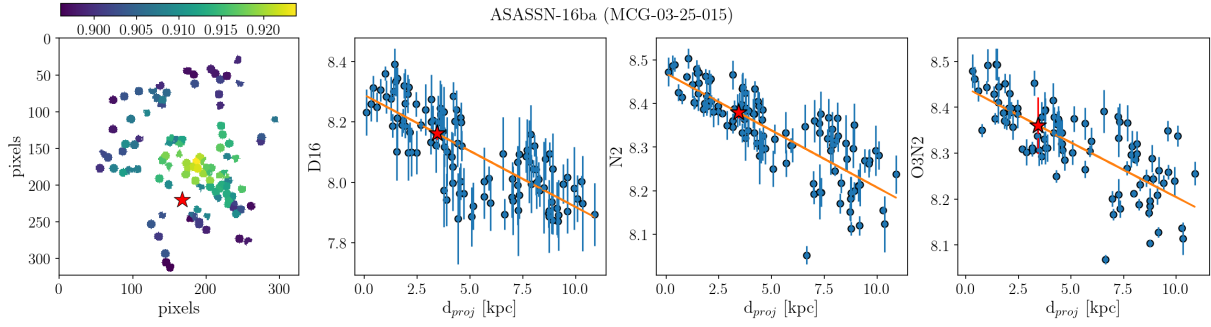 ASASSN-16ba (MCG-03-25-015)
0.900 0.905 0.910 0.915 0.920
0 50 100 150 200 250 300
pixels
0 100 200 300
pixels
8.4 8.2 8.0 7.8
D16
0.0 2.5 5.0 7.5 10.0
d_proj [kpc]
8.5 8.4 8.3 8.2 8.1
N2
0.0 2.5 5.0 7.5 10.0
d_proj [kpc]
8.5 8.4 8.3 8.2 8.1
O3N2
0.0 2.5 5.0 7.5 10.0
d_proj [kpc]